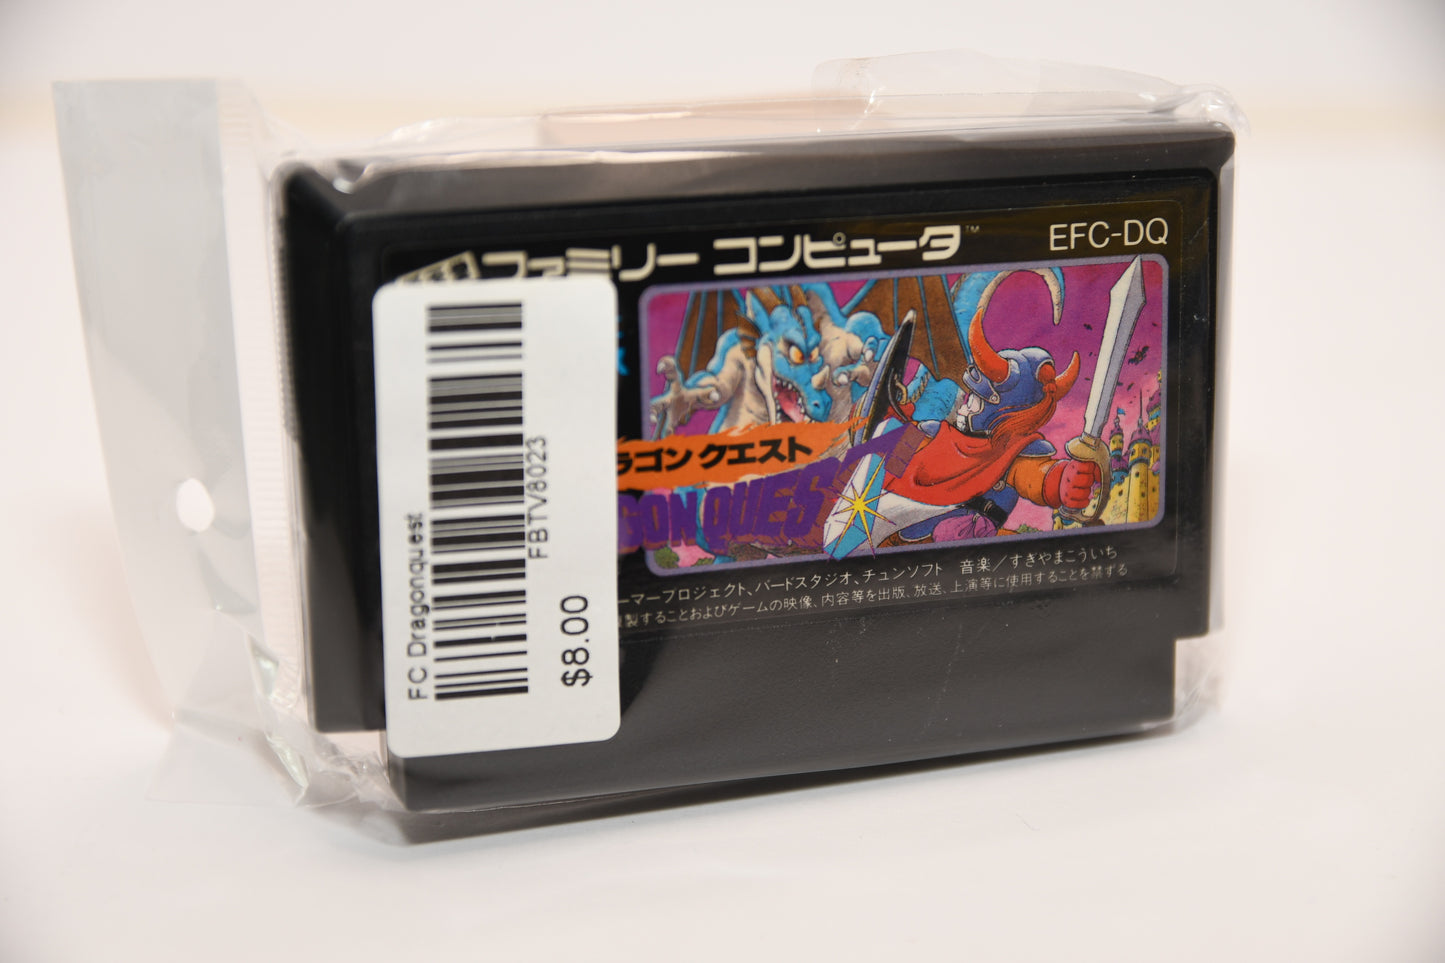 ファミリー コンピュータ™
EFC-DQ
ラゴン クエスト
GON QUEST
ーマープロジェクト、バードスタジオ、チュンソフト 音楽/すぎやまこういち
複製することおよびゲームの映像、内容等を出版、放送、上演等に使用することを禁ずる
FC Dragonquest
FBTV8023
$8.00